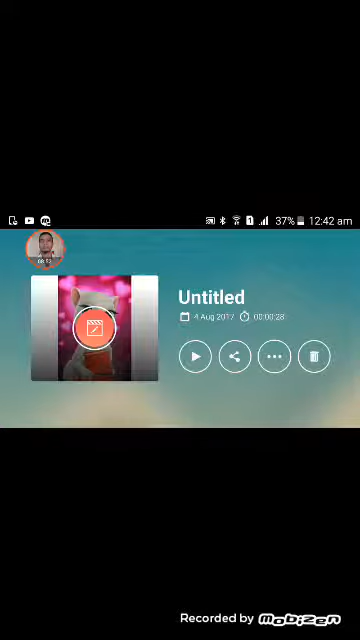 37% 12:42 am
Untitled
4 Aug 2017 00:00:28
Recorded by mobizen